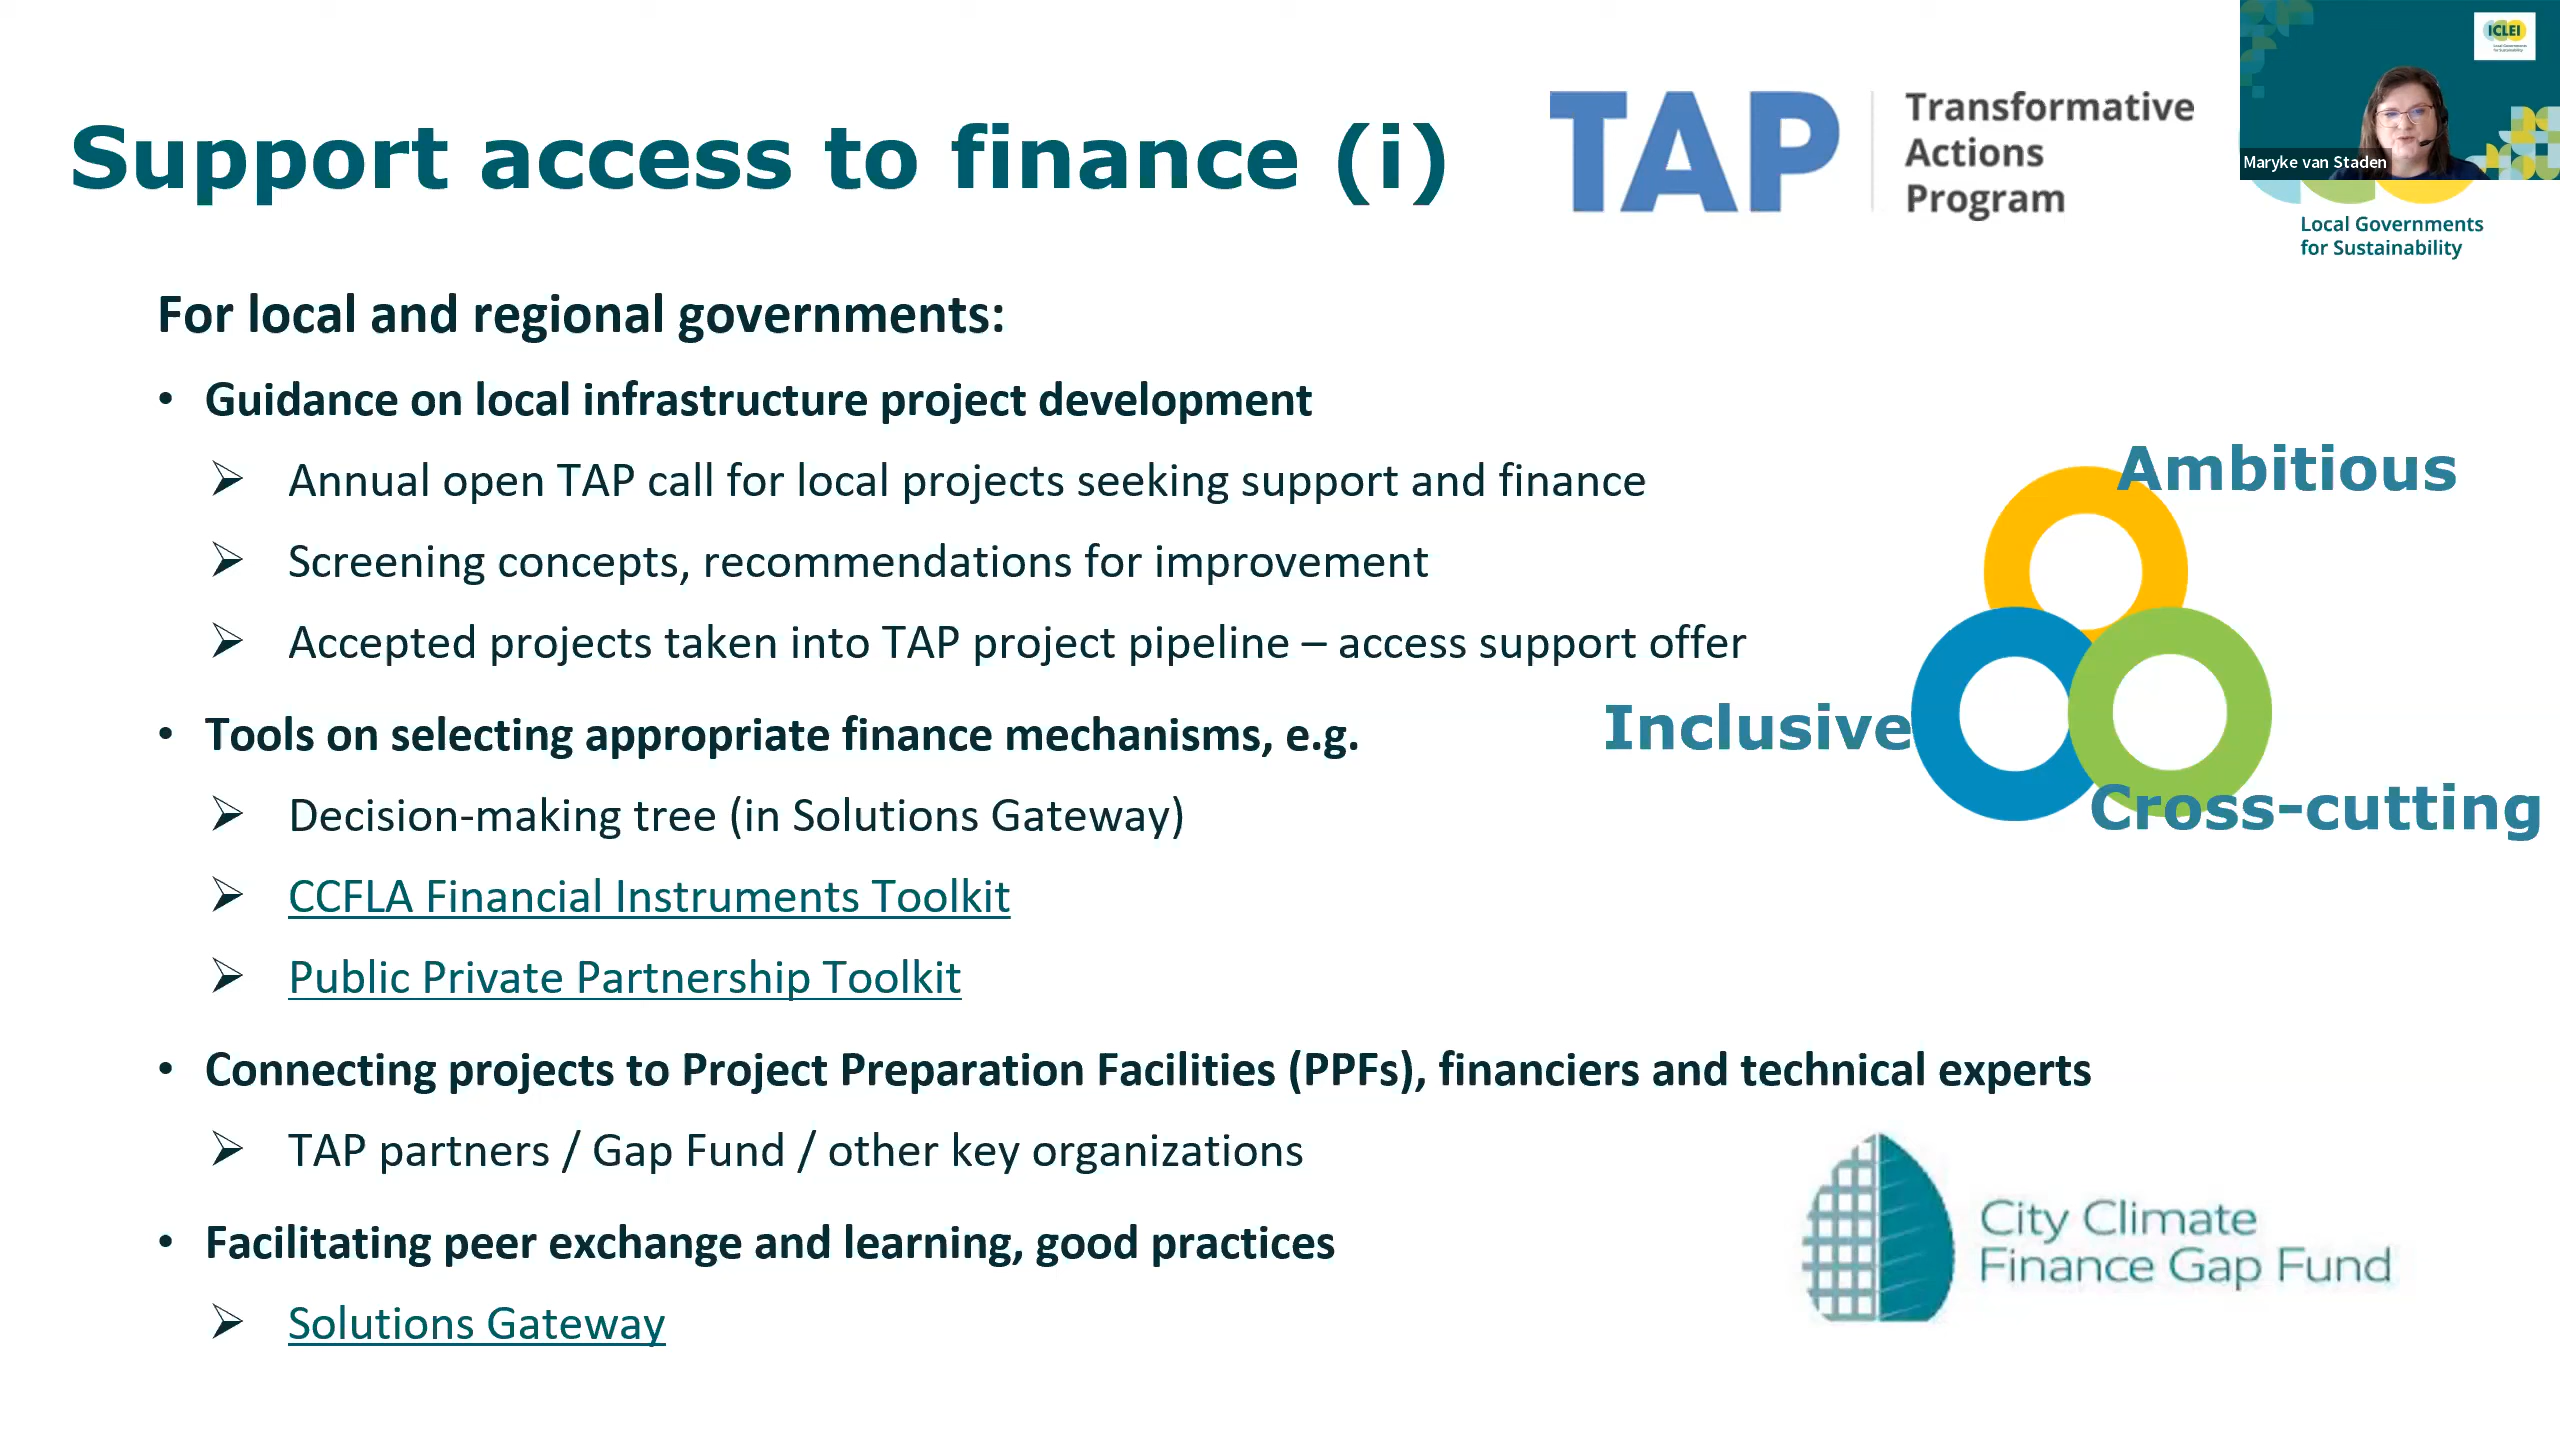 ICLEI
Maryke van Staden
Support access to finance (i)
TAP
Transformative
Actions
Program
Local Governments
for Sustainability
For local and regional governments:
• Guidance on local infrastructure project development
➢ Annual open TAP call for local projects seeking support and finance
➢ Screening concepts, recommendations for improvement
➢ Accepted projects taken into TAP project pipeline – access support offer
• Tools on selecting appropriate finance mechanisms, e.g.
➢ Decision-making tree (in Solutions Gateway)
➢ CCFLA Financial Instruments Toolkit
➢ Public Private Partnership Toolkit
• Connecting projects to Project Preparation Facilities (PPFs), financiers and technical experts
➢ TAP partners / Gap Fund / other key organizations
• Facilitating peer exchange and learning, good practices
➢ Solutions Gateway
Ambitious
Inclusive
Cross-cutting
City Climate
Finance Gap Fund